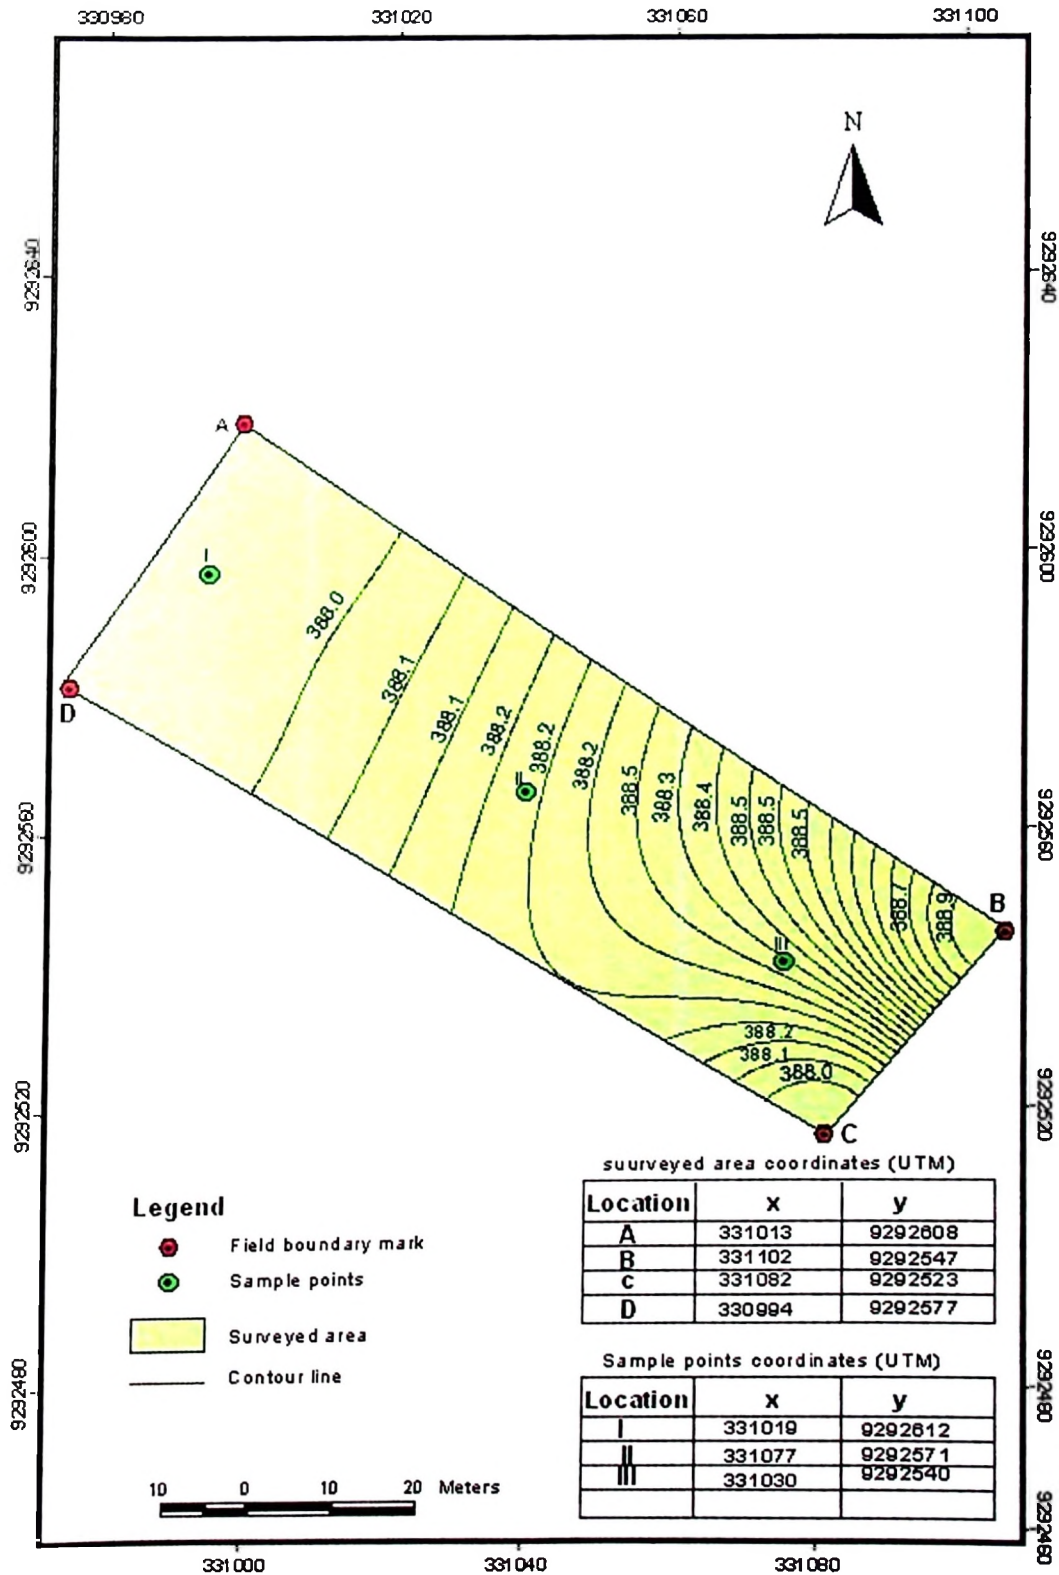 330980 331020 331060 331100
N
9292640 9292640
A
I
9292600 9292600
388.0
388.1
388.1
388.2
388.2
388.2
388.5
388.3
388.4
388.5
388.5
388.5
388.7
388.9
D
II
III
B
9292560 9292560
388.2
388.1
388.0
C
9292520 9292520
suurveyed area coordinates (UTM)
Location x y
A 331013 9292608
B 331102 9292547
c 331082 9292523
D 330994 9292577
Legend
Field boundary mark
Sample points
Surveyed area
Contour line
Sample points coordinates (UTM)
Location x y
I 331019 9292612
II 331077 9292571
III 331030 9292540
9292480 9292480
10 0 10 20 Meters
9292460
331000 331040 331080